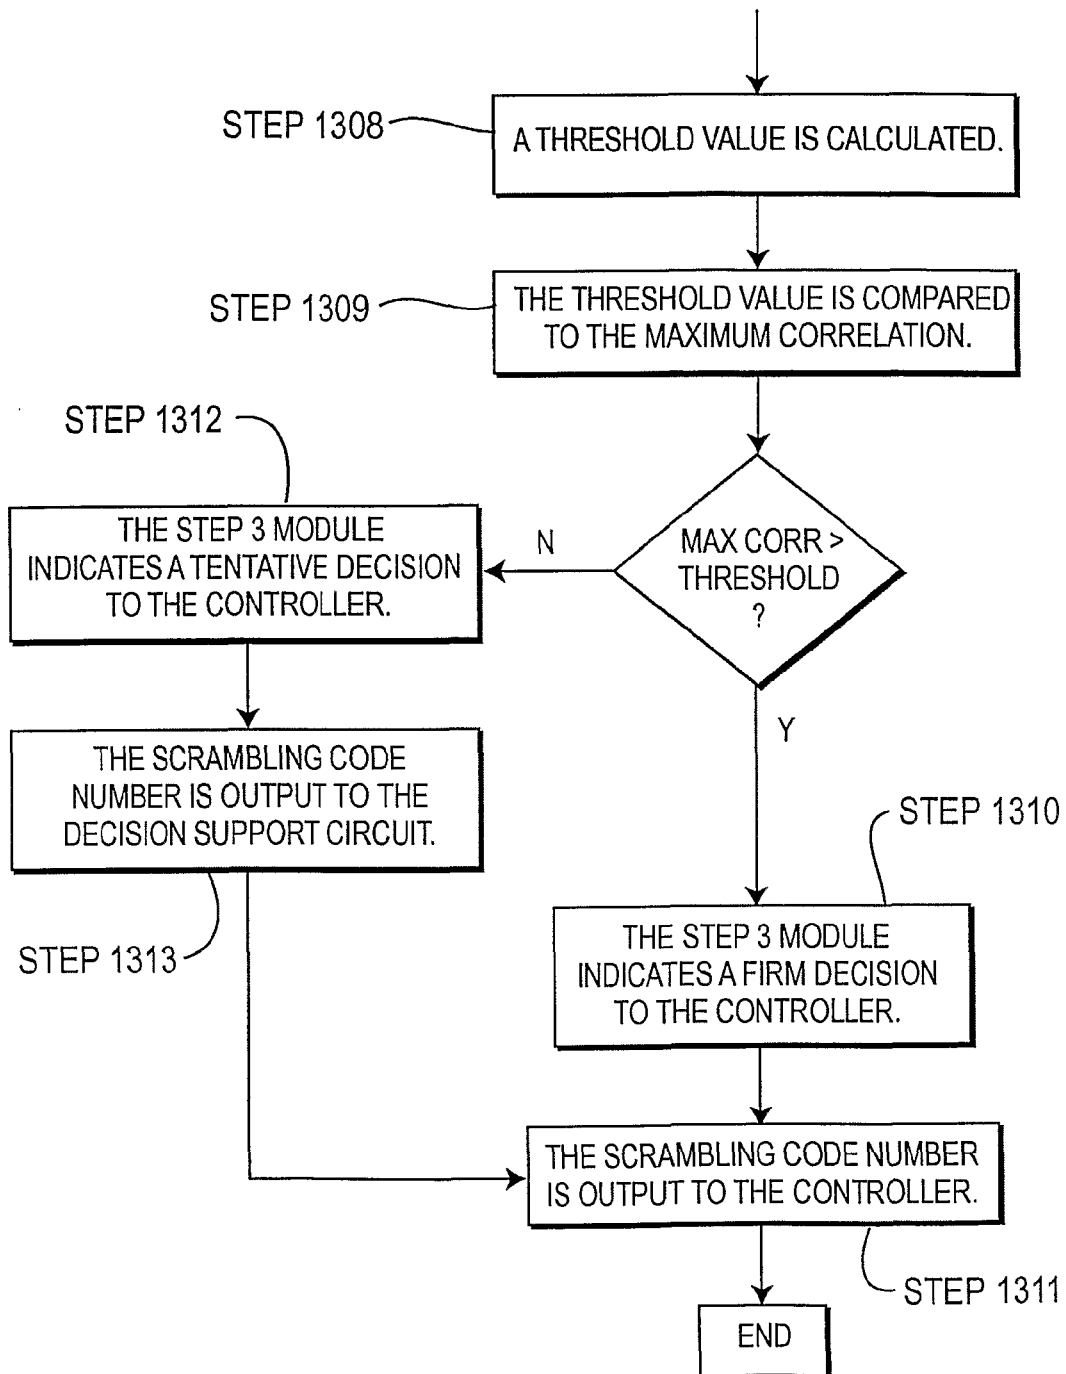 STEP 1308
A THRESHOLD VALUE IS CALCULATED.
STEP 1309
THE THRESHOLD VALUE IS COMPARED
TO THE MAXIMUM CORRELATION.
STEP 1312
THE STEP 3 MODULE
INDICATES A TENTATIVE DECISION
TO THE CONTROLLER.
N
MAX CORR >
THRESHOLD
?
Y
THE SCRAMBLING CODE
NUMBER IS OUTPUT TO THE
DECISION SUPPORT CIRCUIT.
STEP 1313
STEP 1310
THE STEP 3 MODULE
INDICATES A FIRM DECISION
TO THE CONTROLLER.
THE SCRAMBLING CODE NUMBER
IS OUTPUT TO THE CONTROLLER.
STEP 1311
END